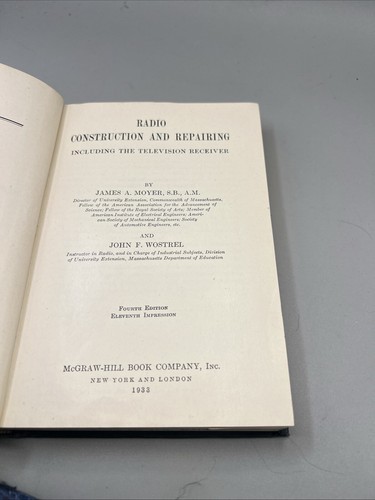 RADIO
CONSTRUCTION AND REPAIRING
INCLUDING THE TELEVISION RECEIVER
BY
JAMES A. MOYER, S.B., A.M.
Director of University Extension, Commonwealth of Massachusetts,
Fellow of the American Association for the Advancement of
Science; Fellow of the Royal Society of Arts; Member of
American Institute of Electrical Engineers; Ameri-
can Society of Mechanical Engineers; Society
of Automotive Engineers, etc.
AND
JOHN F. WOSTREL
Instructor in Radio, and in Charge of Industrial Subjects, Division
of University Extension, Massachusetts Department of Education
FOURTH EDITION
ELEVENTH IMPRESSION
McGRAW-HILL BOOK COMPANY, INC.
NEW YORK AND LONDON
1933